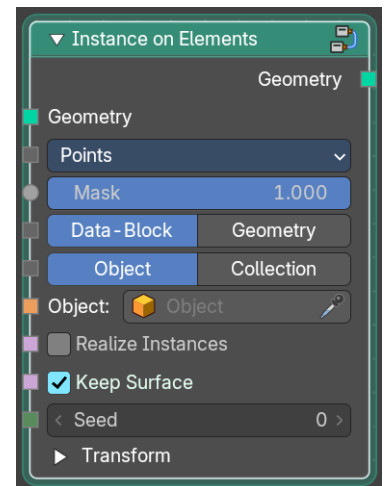 Instance on Elements
Geometry
Geometry
Points
Mask 1.000
Data-Block Geometry
Object Collection
Object: Object
Realize Instances
Keep Surface
Seed 0
Transform